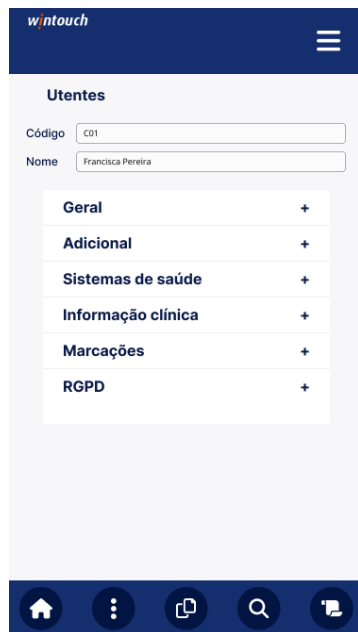 wintouch
Utentes
Código C01
Nome Francisca Pereira
Geral +
Adicional +
Sistemas de saúde +
Informação clínica +
Marcações +
RGPD +